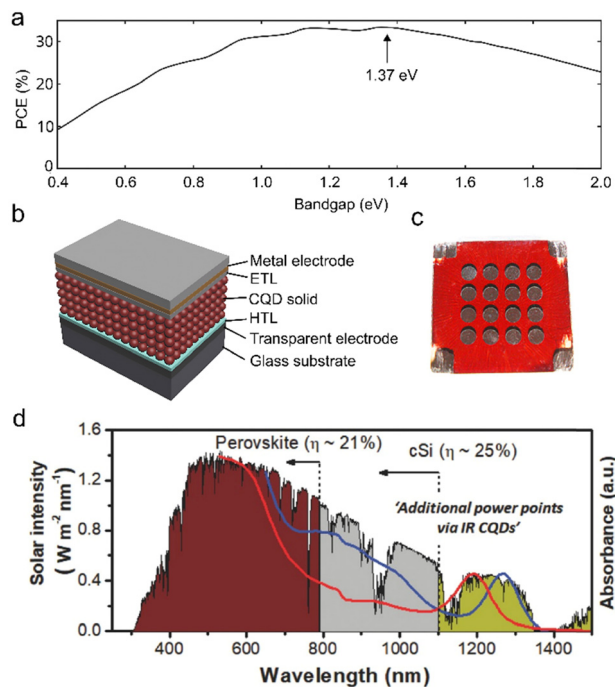 a
PCE (%)
30
20
10
0
1.37 eV
0.4 0.6 0.8 1.0 1.2 1.4 1.6 1.8 2.0
Bandgap (eV)
b
Metal electrode
ETL
CQD solid
HTL
Transparent electrode
Glass substrate
c
d
Solar intensity
( W m⁻² nm⁻¹)
1.6
1.2
0.8
0.4
0.0
Perovskite (η ~ 21%)
cSi (η ~ 25%)
'Additional power points
via IR CQDs'
Absorbance (a.u.)
400 600 800 1000 1200 1400
Wavelength (nm)